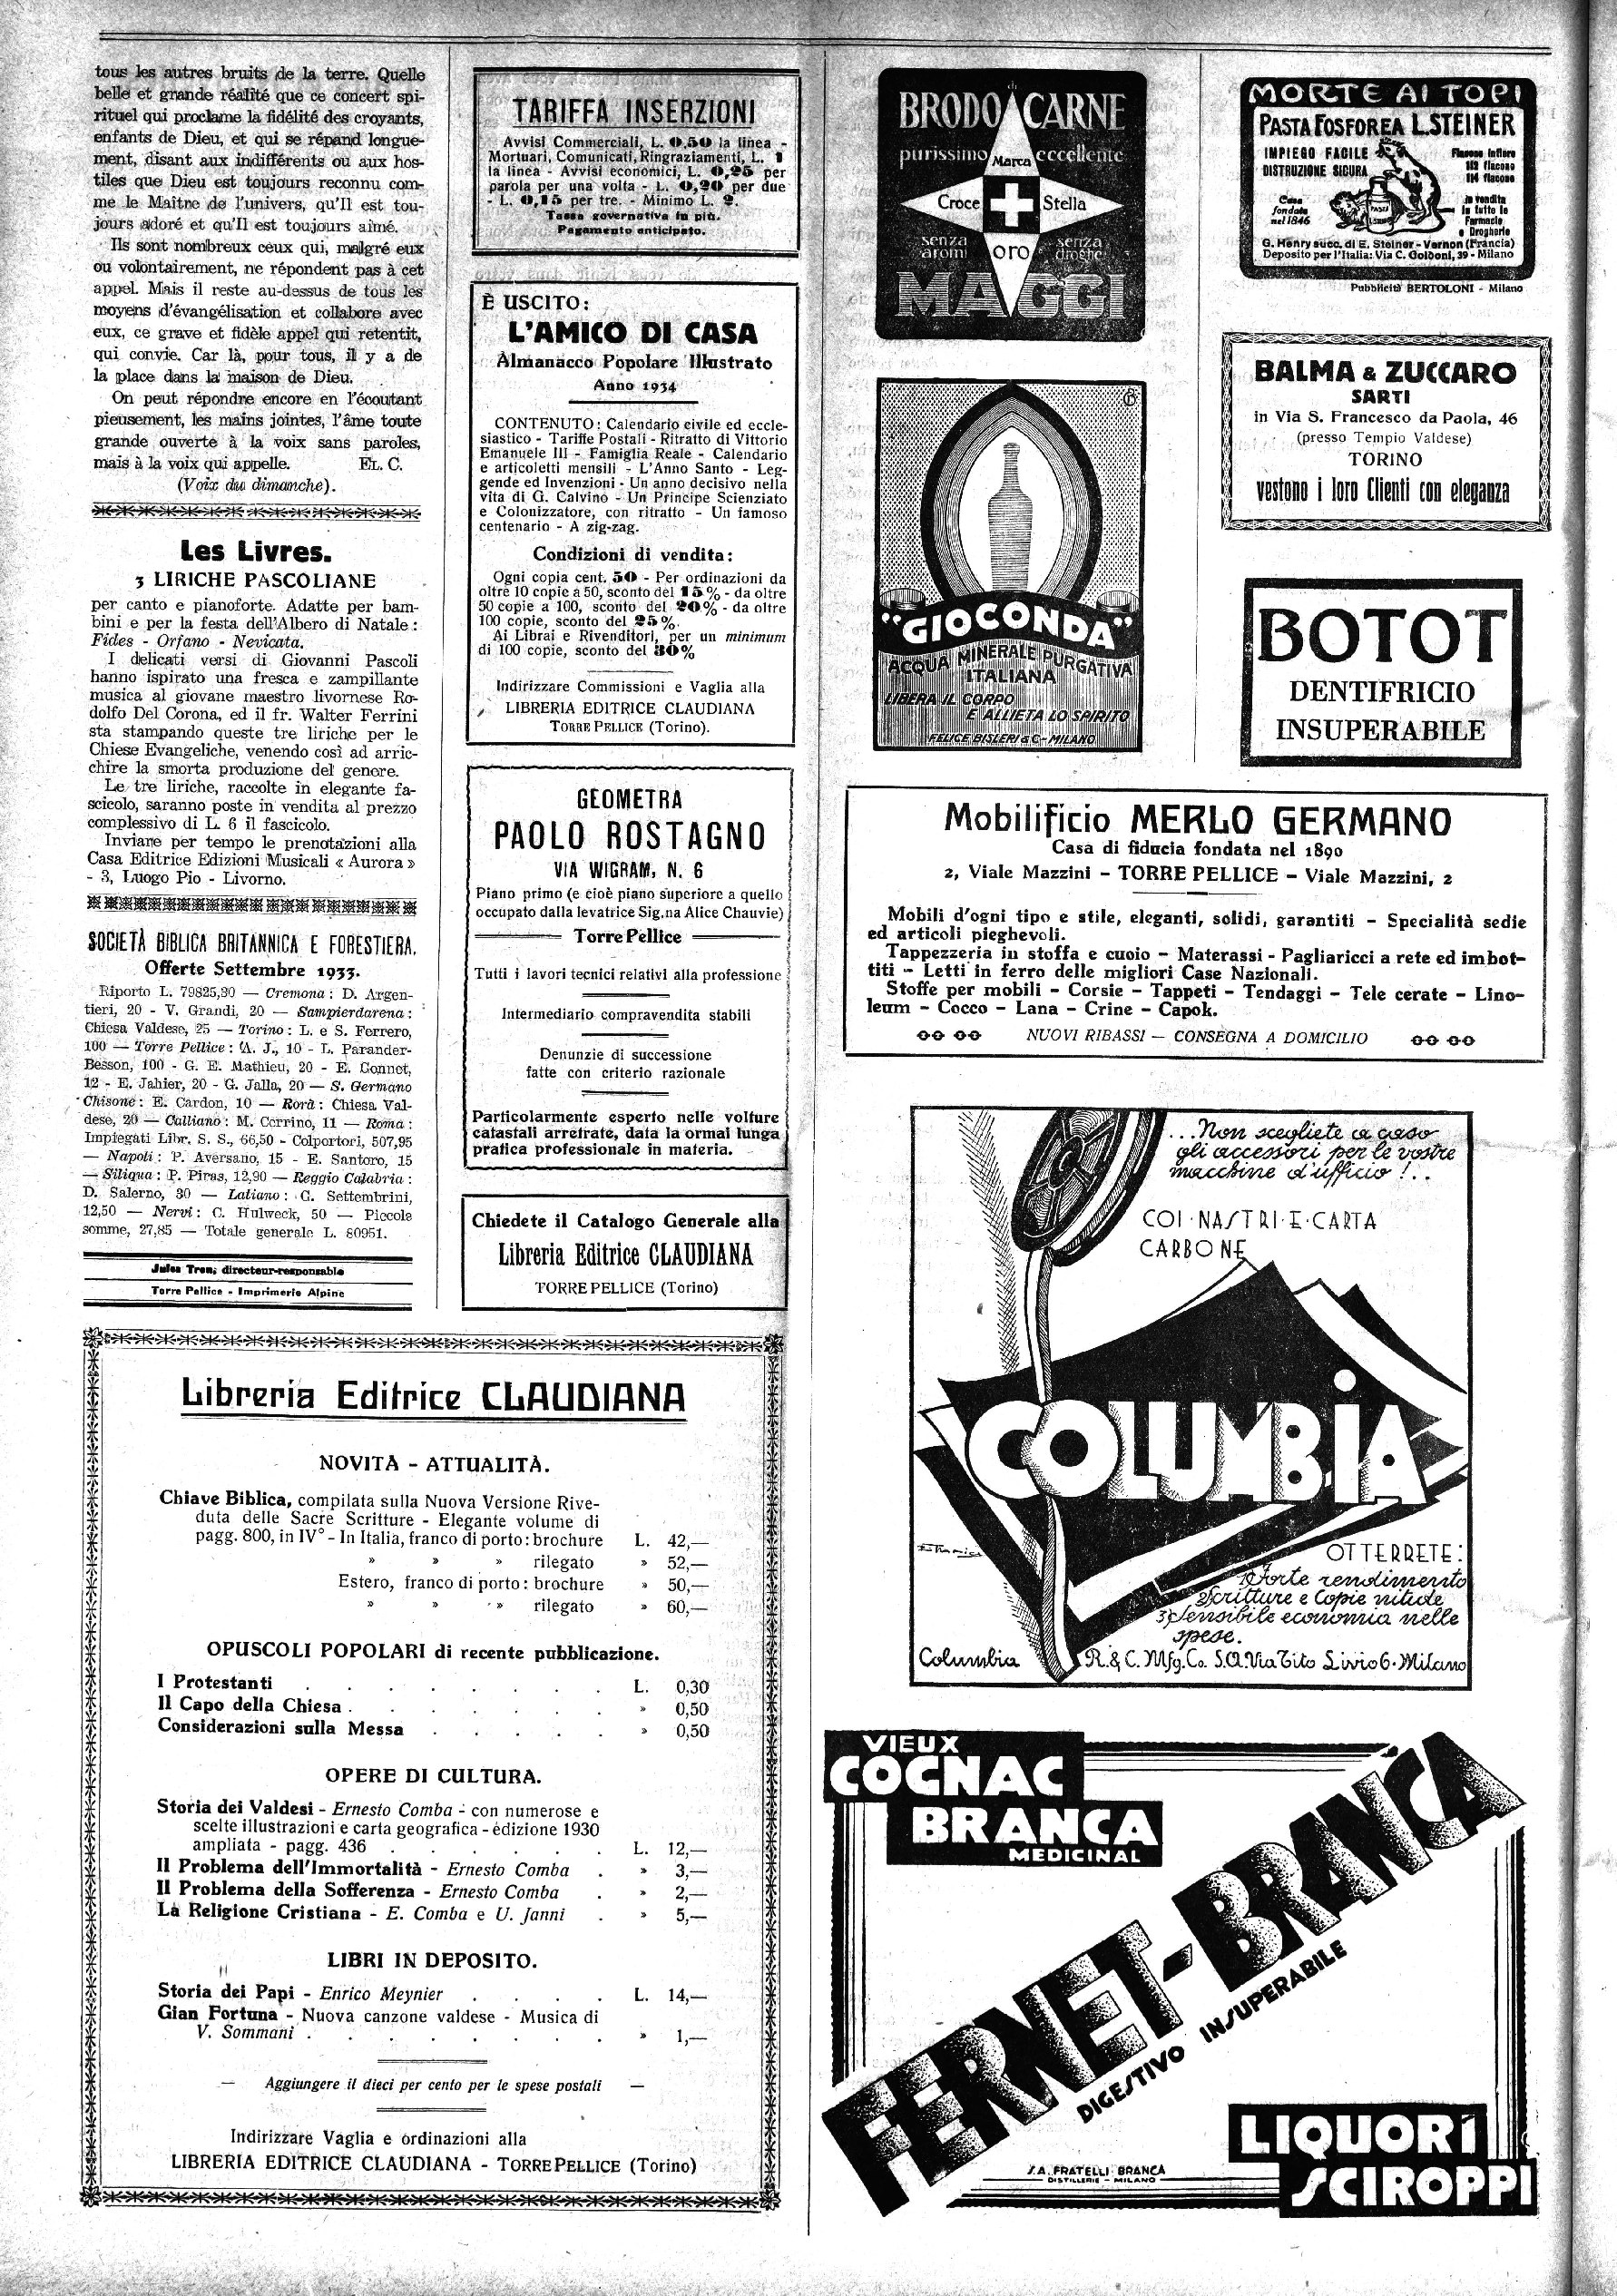 tous les autres bruits de la terre. Quelle
belle et grande réalité que ce concert spi-
rituel qui proclame la fidélité des croyants,
enfants de Dieu, et qui se répand longue-
ment, disant aux indifférents ou aux hos-
tiles que Dieu est toujours reconnu com-
me le Maître de l'univers, qu'Il est tou-
jours adoré et qu'Il est toujours aimé.
Ils sont nombreux ceux qui, malgré eux
ou volontairement, ne répondent pas à cet
appel. Mais il reste au-dessus de tous les
moyens d'évangélisation et collabore avec
eux, ce grave et fidèle appel qui retentit,
qui convie. Car là, pour tous, il y a de
la place dans la maison de Dieu.
On peut répondre encore en l'écoutant
pieusement, les mains jointes, l'âme toute
grande ouverte à la voix sans paroles,
mais à la voix qui appelle. EL. C.
(Voix du dimanche).
Les Livres.
3 LIRICHE PASCOLIANE
per canto e pianoforte. Adatte per bam-
bini e per la festa dell'Albero di Natale :
Fides - Orfano - Nevicata.
I delicati versi di Giovanni Pascoli
hanno ispirato una fresca e zampillante
musica al giovane maestro livornese Ro-
dolfo Del Corona, ed il fr. Walter Ferrini
sta stampando queste tre liriche per le
Chiese Evangeliche, venendo così ad arric-
chire la smorta produzione del genere.
Le tre liriche, raccolte in elegante fa-
scicolo, saranno poste in vendita al prezzo
complessivo di L. 6 il fascicolo.
Inviare per tempo le prenotazioni alla
Casa Editrice Edizioni Musicali « Aurora »
- 3, Luogo Pio - Livorno.
SOCIETÀ BIBLICA BRITANNICA E FORESTIERA.
Offerte Settembre 1933.
Riporto L. 79825,30 — Cremona : D. Argen-
tieri, 20 - V. Grandi, 20 — Sampierdarena :
Chiesa Valdese, 25 — Torino : L. e S. Ferrero,
100 — Torre Pellice : A. J., 10 - L. Parander-
Besson, 100 - G. E. Mathieu, 20 - E. Gonnet,
12 - E. Jahier, 20 - G. Jalla, 20 — S. Germano
Chisone : E. Cardon, 10 — Rorà : Chiesa Val-
dese, 20 — Calliano : M. Cerrino, 11 — Roma :
Impiegati Libr. S. S., 66,50 - Colportori, 507,95
— Napoli : P. Aversano, 15 - E. Santoro, 15
— Siliqua : P. Piras, 12,90 — Reggio Calabria :
D. Salerno, 30 — Latiano : G. Settembrini,
12,50 — Nervi : C. Hulweck, 50 — Piccole
somme, 27,85 — Totale generale L. 80951.
Jules Tron, directeur-responsable
Torre Pellice - Imprimerie Alpine
TARIFFA INSERZIONI
Avvisi Commerciali, L. 0,50 la linea -
Mortuari, Comunicati, Ringraziamenti, L. 1
la linea - Avvisi economici, L. 0,25 per
parola per una volta - L. 0,20 per due
- L. 0,15 per tre. - Minimo L. 2.
Tassa governativa in più.
Pagamento anticipato.
È USCITO :
L'AMICO DI CASA
Almanacco Popolare Illustrato
Anno 1934
CONTENUTO : Calendario civile ed eccle-
siastico - Tariffe Postali - Ritratto di Vittorio
Emanuele III - Famiglia Reale - Calendario
e articoletti mensili - L'Anno Santo - Leg-
gende ed Invenzioni - Un anno decisivo nella
vita di G. Calvino - Un Principe Scienziato
e Colonizzatore, con ritratto - Un famoso
centenario - A zig-zag.
Condizioni di vendita :
Ogni copia cent. 50 - Per ordinazioni da
oltre 10 copie a 50, sconto del 15 % - da oltre
50 copie a 100, sconto del 20 % - da oltre
100 copie, sconto del 25 %.
Ai Librai e Rivenditori, per un minimum
di 100 copie, sconto del 30 %
Indirizzare Commissioni e Vaglia alla
LIBRERIA EDITRICE CLAUDIANA
TORRE PELLICE (Torino).
GEOMETRA
PAOLO ROSTAGNO
VIA WIGRAM, N. 6
Piano primo (e cioè piano superiore a quello
occupato dalla levatrice Sig.na Alice Chauvie)
Torre Pellice
Tutti i lavori tecnici relativi alla professione
Intermediario compravendita stabili
Denunzie di successione
fatte con criterio razionale
Particolarmente esperto nelle volture
catastali arretrate, data la ormai lunga
pratica professionale in materia.
Chiedete il Catalogo Generale alla
Libreria Editrice CLAUDIANA
TORRE PELLICE (Torino)
Libreria Editrice CLAUDIANA
NOVITÀ - ATTUALITÀ.
Chiave Biblica, compilata sulla Nuova Versione Rive-
duta delle Sacre Scritture - Elegante volume di
pagg. 800, in IV° - In Italia, franco di porto : brochure L. 42,—
» » » rilegato » 52,—
Estero, franco di porto : brochure » 50,—
» » » rilegato » 60,—
OPUSCOLI POPOLARI di recente pubblicazione.
I Protestanti . . . . . . . L. 0,30
Il Capo della Chiesa . . . . . . » 0,50
Considerazioni sulla Messa . . . . . » 0,50
OPERE DI CULTURA.
Storia dei Valdesi - Ernesto Comba - con numerose e
scelte illustrazioni e carta geografica - edizione 1930
ampliata - pagg. 436 . . . . . . L. 12,—
Il Problema dell'Immortalità - Ernesto Comba . » 3,—
Il Problema della Sofferenza - Ernesto Comba . » 2,—
La Religione Cristiana - E. Comba e U. Janni . » 5,—
LIBRI IN DEPOSITO.
Storia dei Papi - Enrico Meynier . . . . L. 14,—
Gian Fortuna - Nuova canzone valdese - Musica di
V. Sommani . . . . . . . . » 1,—
— Aggiungere il dieci per cento per le spese postali —
Indirizzare Vaglia e ordinazioni alla
LIBRERIA EDITRICE CLAUDIANA - TORRE PELLICE (Torino)
BRODO di CARNE
purissimo Marca eccellente
Croce Stella
senza aromi oro senza droghe
MAGGI
"GIOCONDA"
ACQUA MINERALE PURGATIVA
ITALIANA
LIBERA IL CORPO
E ALLIETA LO SPIRITO
FELICE BISLERI & C - MILANO
MORTE AI TOPI
PASTA FOSFOREA L. STEINER
IMPIEGO FACILE
DISTRUZIONE SICURA
Flacone intiero
1|2 flacone
1|4 flacone
Casa
fondata
nel 1846
in vendita
in tutte le
Farmacie
e Drogherie
G. Henry succ. di E. Steiner - Vernon (Francia)
Deposito per l'Italia: Via C. Goldoni, 39 - Milano
Pubblicità BERTOLONI - Milano
BALMA & ZUCCARO
SARTI
in Via S. Francesco da Paola, 46
(presso Tempio Valdese)
TORINO
vestono i loro Clienti con eleganza
BOTOT
DENTIFRICIO
INSUPERABILE
Mobilificio MERLO GERMANO
Casa di fiducia fondata nel 1890
2, Viale Mazzini - TORRE PELLICE - Viale Mazzini, 2
Mobili d'ogni tipo e stile, eleganti, solidi, garantiti - Specialità sedie
ed articoli pieghevoli.
Tappezzeria in stoffa e cuoio - Materassi - Pagliaricci a rete ed imbot-
titi - Letti in ferro delle migliori Case Nazionali.
Stoffe per mobili - Corsie - Tappeti - Tendaggi - Tele cerate - Lino-
leum - Cocco - Lana - Crine - Capok.
NUOVI RIBASSI — CONSEGNA A DOMICILIO
...Non scegliete a caso
gli accessori per le vostre
macchine d'ufficio!..
COI·NASTRI·E·CARTA
CARBONE
COLUMBIA
OTTERRETE:
1) Forte rendimento
2) Scritture e Copie nitide
3) Sensibile economia nelle
spese.
Columbia R. & C. Mfg. Co. S.A. Via Tito Livio 6 - Milano
VIEUX
COGNAC
BRANCA
MEDICINAL
FERNET-BRANCA
DIGESTIVO INSUPERABILE
S.A. FRATELLI BRANCA
DISTILLERIE - MILANO
LIQUORI
SCIROPPI